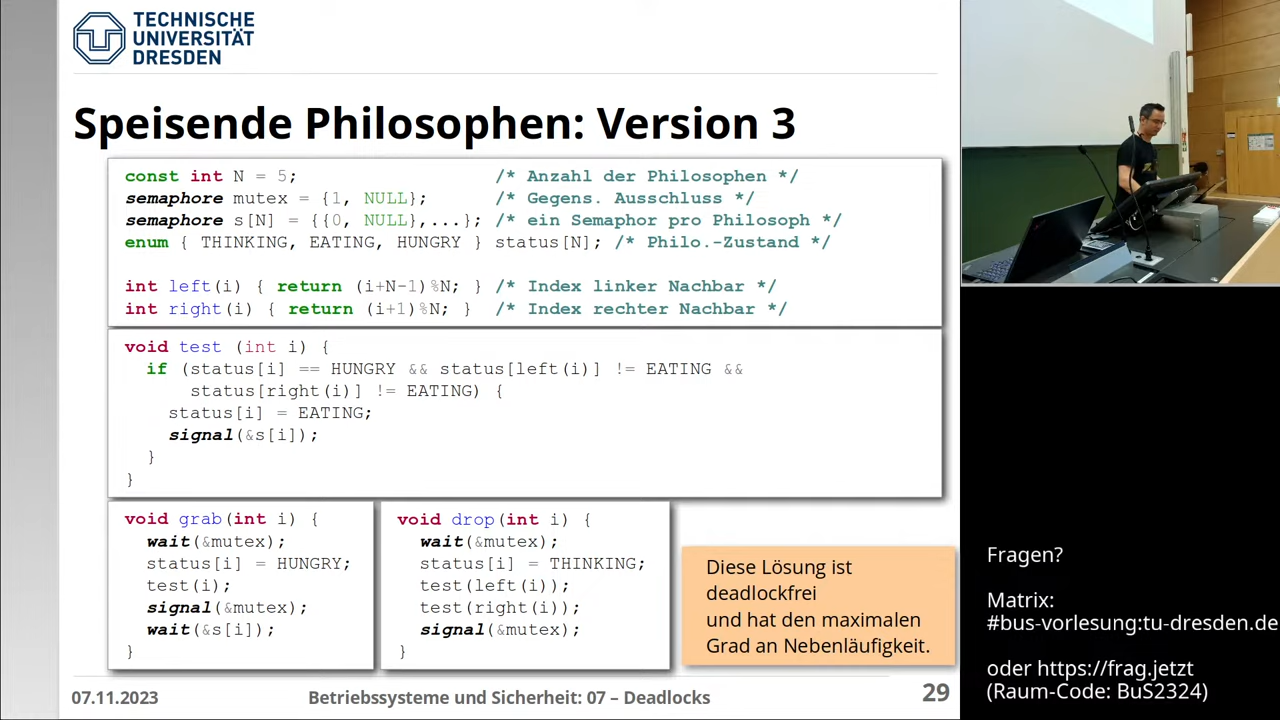 TECHNISCHE
UNIVERSITÄT
DRESDEN
Speisende Philosophen: Version 3
const int N = 5; /* Anzahl der Philosophen */
semaphore mutex = {1, NULL}; /* Gegens. Ausschluss */
semaphore s[N] = {{0, NULL},...}; /* ein Semaphor pro Philosoph */
enum { THINKING, EATING, HUNGRY } status[N]; /* Philo.-Zustand */
int left(i) { return (i+N-1)%N; } /* Index linker Nachbar */
int right(i) { return (i+1)%N; } /* Index rechter Nachbar */
void test (int i) {
if (status[i] == HUNGRY && status[left(i)] != EATING &&
status[right(i)] != EATING) {
status[i] = EATING;
signal(&s[i]);
}
}
void grab(int i) {
wait(&mutex);
status[i] = HUNGRY;
test(i);
signal(&mutex);
wait(&s[i]);
}
void drop(int i) {
wait(&mutex);
status[i] = THINKING;
test(left(i));
test(right(i));
signal(&mutex);
}
Diese Lösung ist
deadlockfrei
und hat den maximalen
Grad an Nebenläufigkeit.
07.11.2023
Betriebssysteme und Sicherheit: 07 – Deadlocks
29
Fragen?
Matrix:
#bus-vorlesung:tu-dresden.de
oder https://frag.jetzt
(Raum-Code: BuS2324)